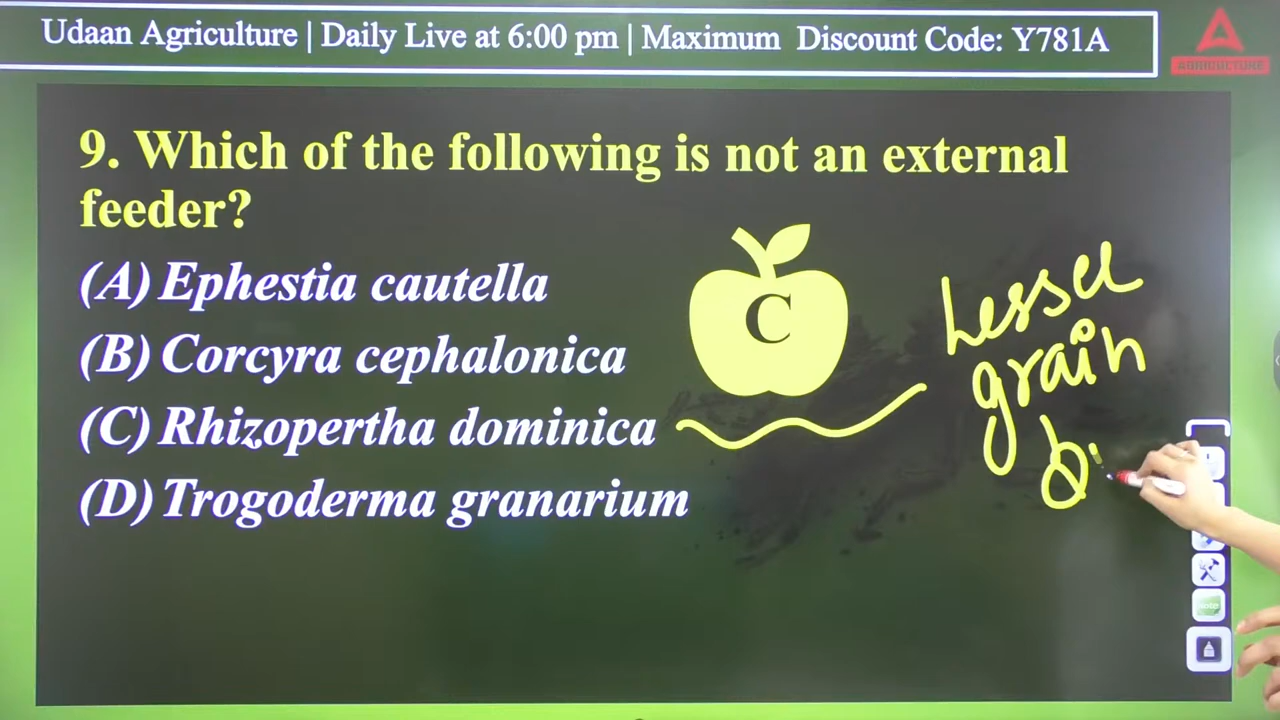 Udaan Agriculture | Daily Live at 6:00 pm | Maximum Discount Code: Y781A
AGRICULTURE
9. Which of the following is not an external
feeder?
(A) Ephestia cautella
(B) Corcyra cephalonica
(C) Rhizopertha dominica
(D) Trogoderma granarium
C
Lesser
grain